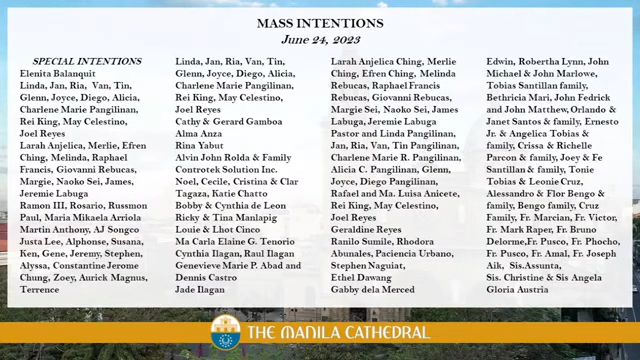 MASS INTENTIONS
June 24, 2023
SPECIAL INTENTIONS
Elenita Balanquit
Linda, Jan, Ria, Van, Tin,
Glenn, Joyce, Diego, Alicia,
Charlene Marie Pangilinan,
Rei King, May Celestino,
Joel Reyes
Larah Anjelica, Merlie, Efren
Ching, Melinda, Raphael
Francis, Giovanni Rebucas,
Margie, Naoko Sei, James,
Jeremie Labuga
Ramon III, Rosario, Russmon
Paul, Maria Mikaela Arriola
Martin Anthony, AJ Songco
Justa Lee, Alphonse, Susana,
Ken, Gene, Jeremy, Stephen,
Alyssa, Constantine Jerome
Chung, Zoey, Aurick Magnus,
Terrence
Linda, Jan, Ria, Van, Tin,
Glenn, Joyce, Diego, Alicia,
Charlene Marie Pangilinan,
Rei King, May Celestino,
Joel Reyes
Cathy & Gerard Gamboa
Alma Anza
Rina Yabut
Alvin John Rolda & Family
Controtek Solution Inc.
Noel, Cecile, Cristina & Clar
Tagaza, Katie Chatto
Bobby & Cynthia de Leon
Ricky & Tina Manlapig
Louie & Lhot Cinco
Ma Carla Elaine G. Tenorio
Cynthia Ilagan, Raul Ilagan
Genevieve Marie P. Abad and
Dennis Castro
Jade Ilagan
Larah Anjelica Ching, Merlie
Ching, Efren Ching, Melinda
Rebucas, Raphael Francis
Rebucas, Giovanni Rebucas,
Margie Sei, Naoko Sei, James
Labuga, Jeremie Labuga
Pastor and Linda Pangilinan,
Jan, Ria, Van, Tin Pangilinan,
Charlene Marie R. Pangilinan,
Alicia C. Pangilinan, Glenn,
Joyce, Diego Pangilinan,
Rafael and Ma. Luisa Anicete,
Rei King, May Celestino,
Joel Reyes
Geraldine Reyes
Ranilo Sumile, Rhodora
Abunales, Paciencia Urbano,
Stephen Naguiat,
Ethel Dawang
Gabby dela Merced
Edwin, Robertha Lynn, John
Michael & John Marlowe,
Tobias Santillan family,
Bethricia Mari, John Fedrick
and John Matthew, Orlando &
Janet Santos & family, Ernesto
Jr. & Angelica Tobias &
family, Crissa & Richelle
Parcon & family, Joey & Fe
Santillan & family, Tonie
Tobias & Leonie Cruz,
Alessandro & Flor Bengo &
family, Bengo family, Cruz
Family, Fr. Marcian, Fr. Victor,
Fr. Mark Raper, Fr. Bruno
Delorme,Fr. Pusco, Fr. Phocho,
Fr. Pusco, Fr. Amal, Fr. Joseph
Aik, Sis.Assunta,
Sis. Christine & Sis Angela
Gloria Austria
THE MANILA CATHEDRAL